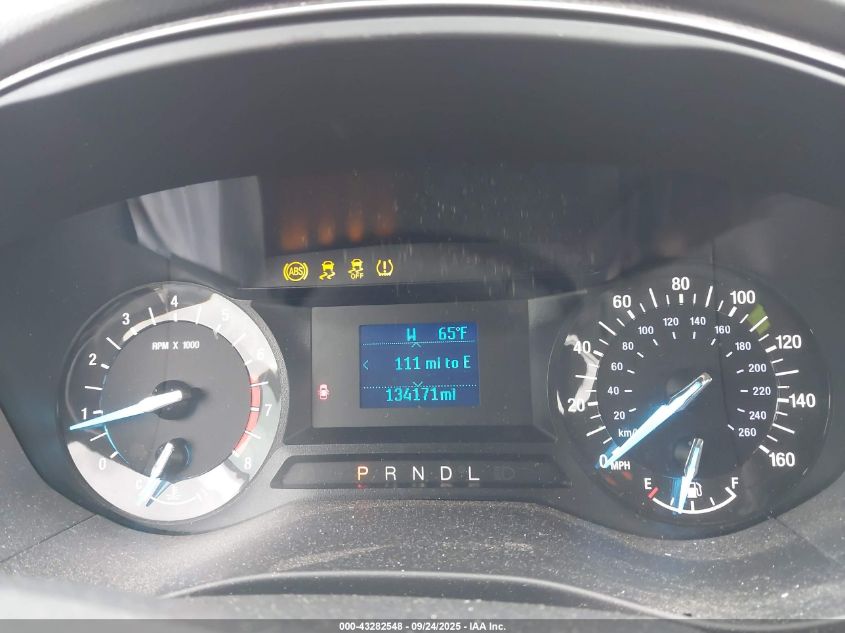 ABS
OFF
RPM X 1000
0
1
2
3
4
5
6
7
8
C
W 65°F
< 111 mi to E
134171mi
P R N D L
0 20 40 60 80 100 120 140 160
MPH
20 40 60 80 100 120 140 160 180 200 220 240 260
km/
E F
000-43282548 - 09/24/2025 - IAA Inc.